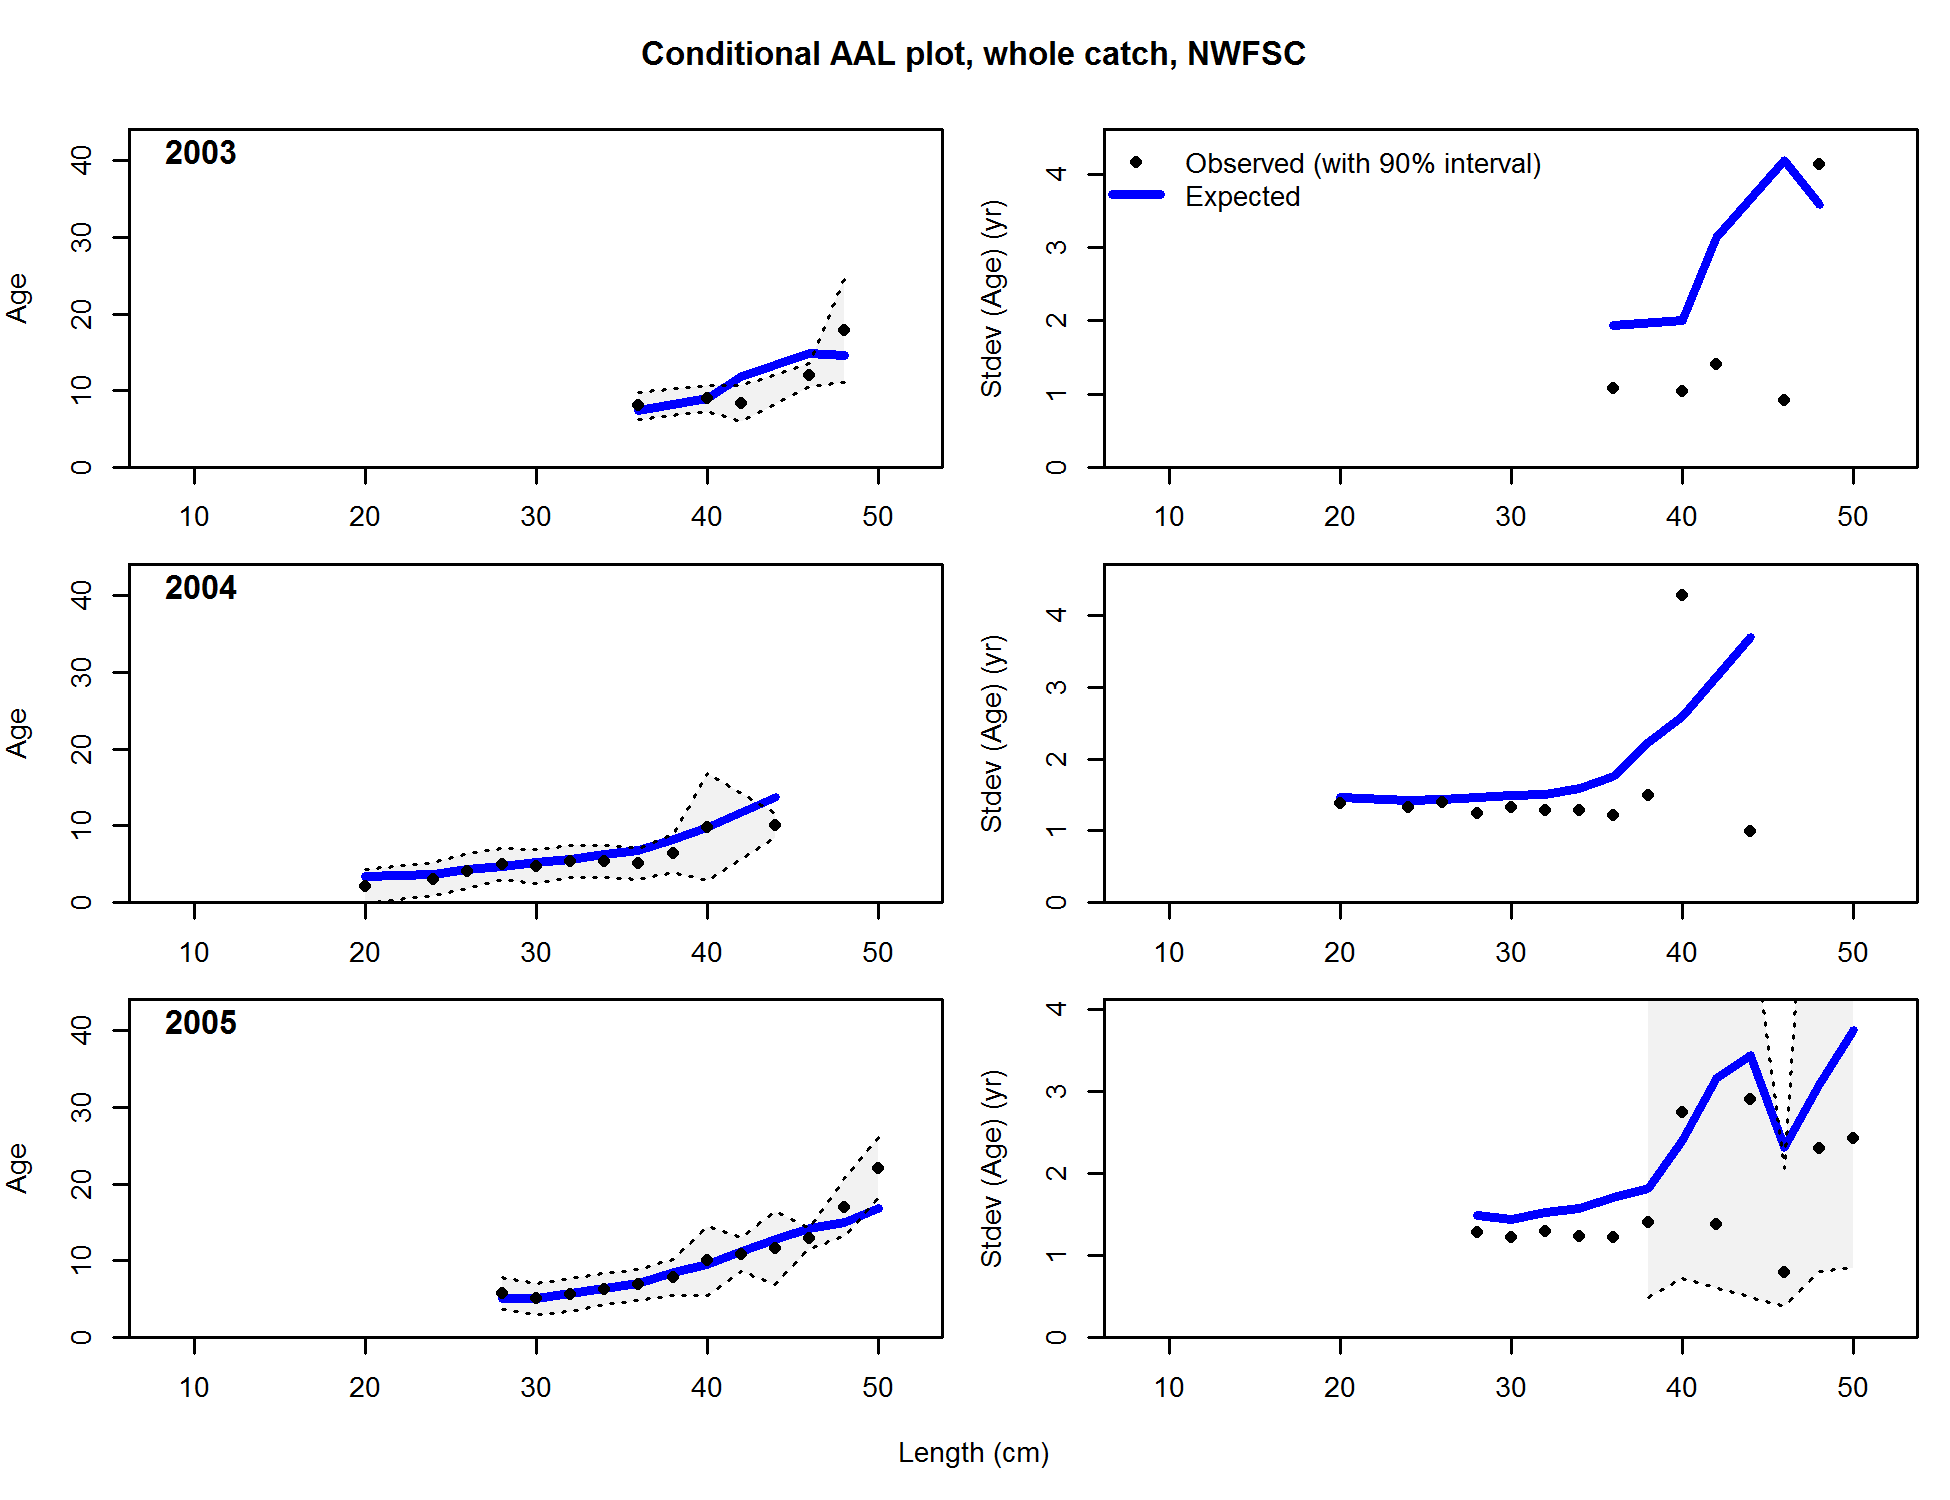 Conditional AAL plot, whole catch, NWFSC
2003
Age
0 10 20 30 40
10 20 30 40 50
Observed (with 90% interval)
Expected
Stdev (Age) (yr)
0 1 2 3 4
10 20 30 40 50
2004
Age
0 10 20 30 40
10 20 30 40 50
Stdev (Age) (yr)
0 1 2 3 4
10 20 30 40 50
2005
Age
0 10 20 30 40
10 20 30 40 50
Stdev (Age) (yr)
0 1 2 3 4
10 20 30 40 50
Length (cm)